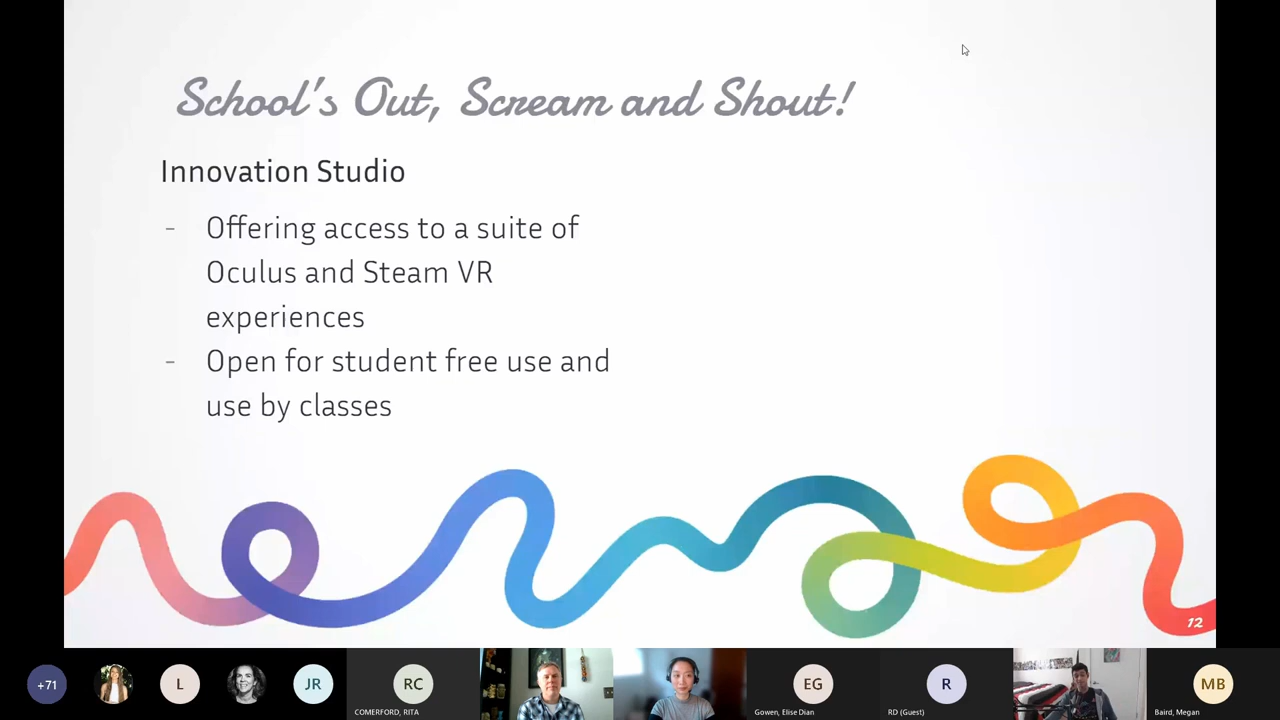 School's Out, Scream and Shout!
Innovation Studio
- Offering access to a suite of
Oculus and Steam VR
experiences
- Open for student free use and
use by classes
12
+71
L
JR
RC
COMERFORD, RITA
EG
Gowen, Elise Dian
R
RD (Guest)
MB
Baird, Megan